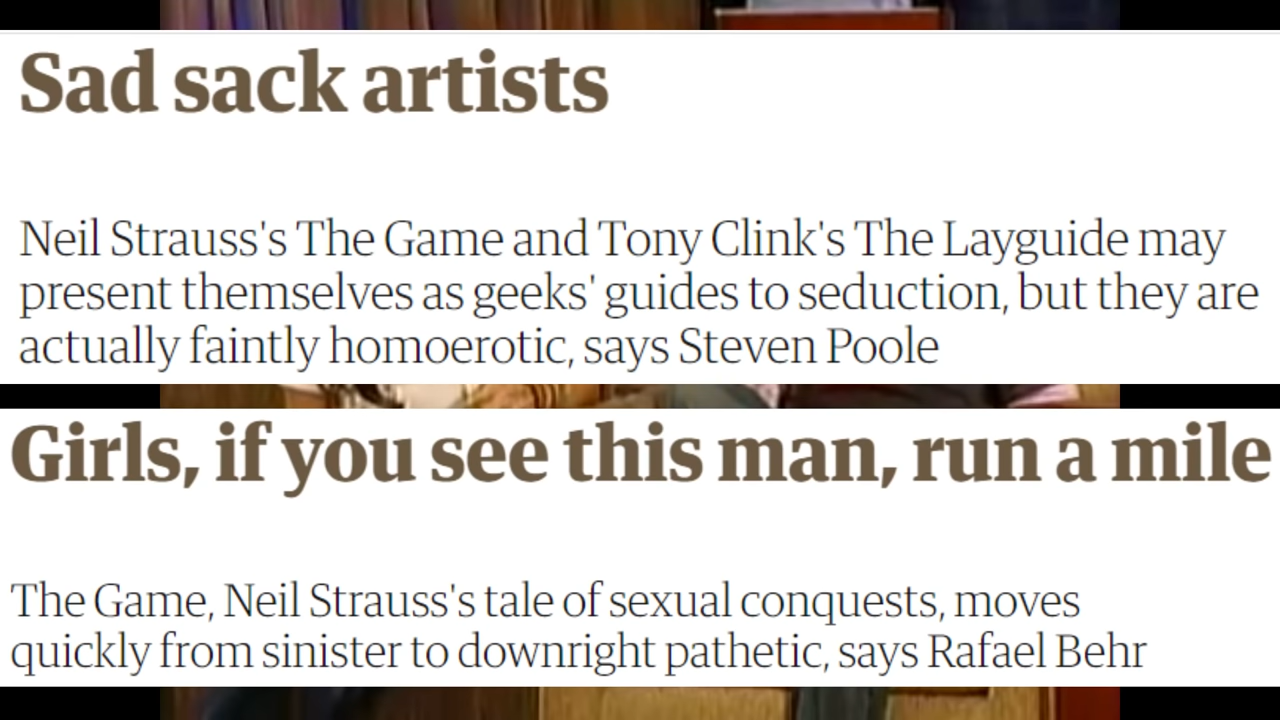 Sad sack artists
Neil Strauss's The Game and Tony Clink's The Layguide may
present themselves as geeks' guides to seduction, but they are
actually faintly homoerotic, says Steven Poole
Girls, if you see this man, run a mile
The Game, Neil Strauss's tale of sexual conquests, moves
quickly from sinister to downright pathetic, says Rafael Behr